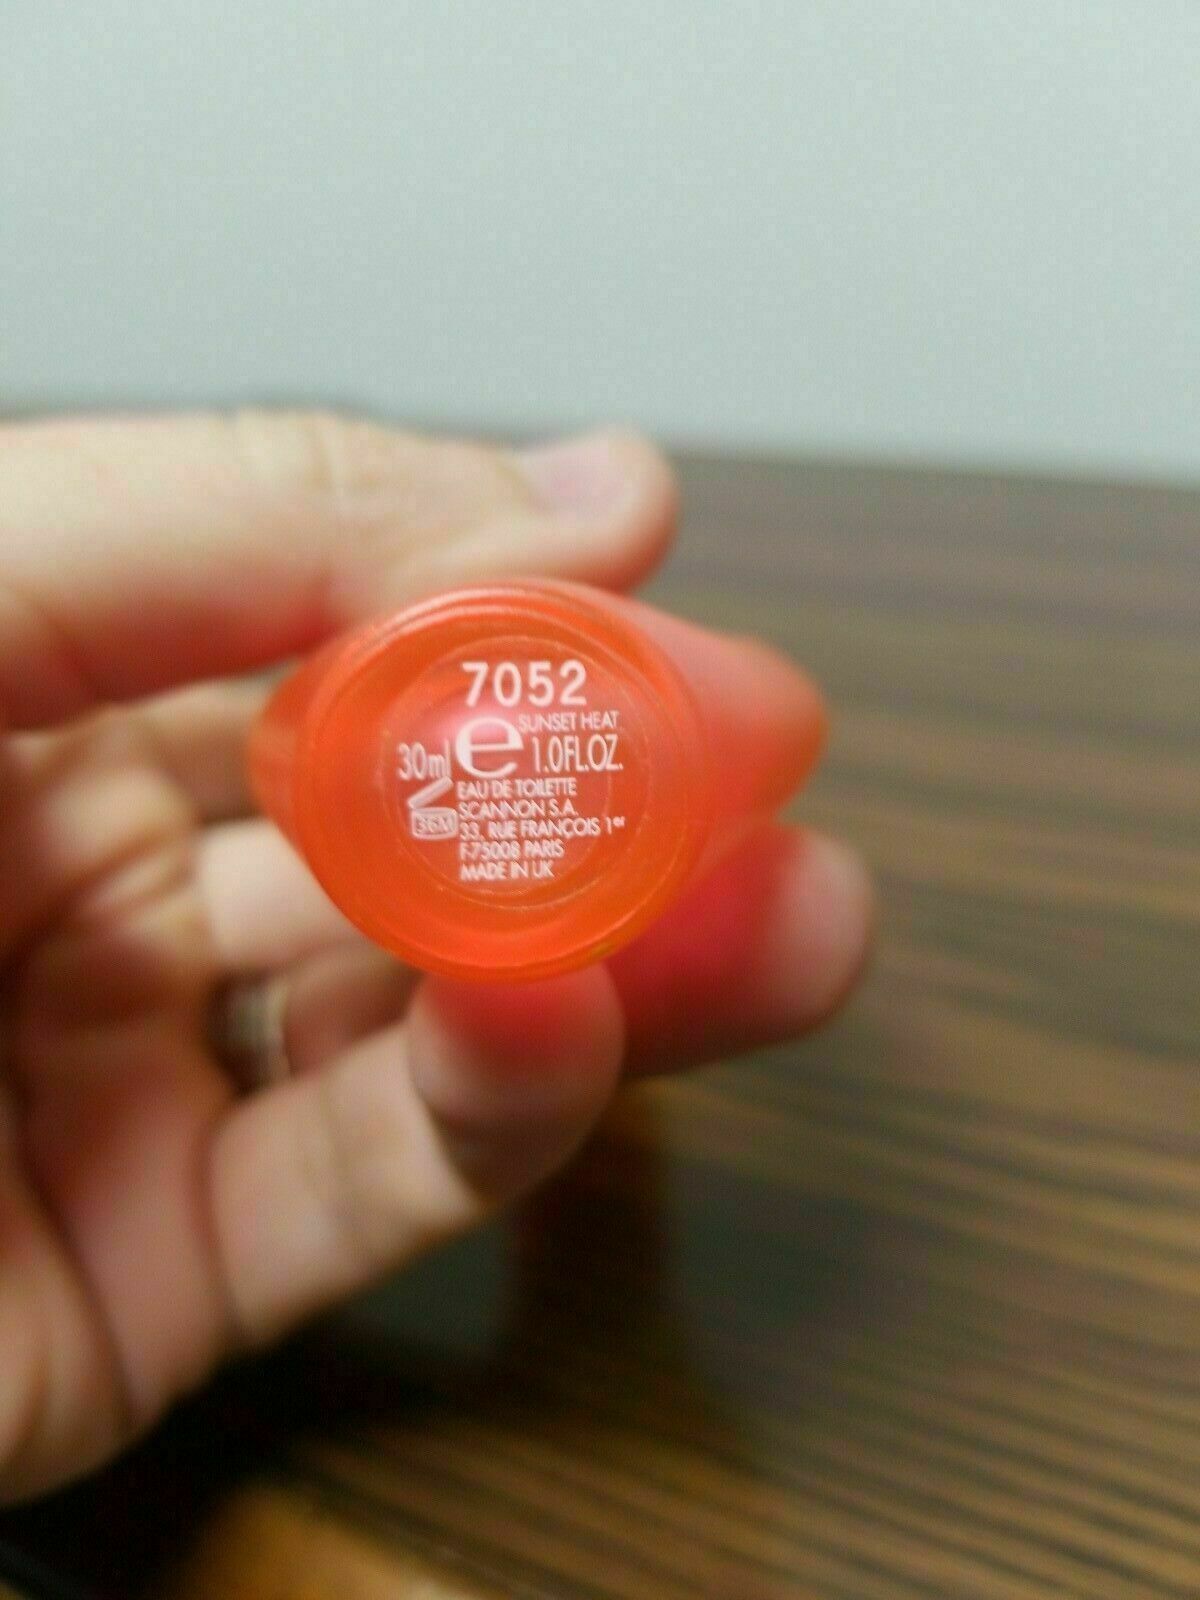 7052
SUNSET HEAT
30ml e 1.0FL.OZ.
EAU DE TOILETTE
SCANNON S.A.
36M 33, RUE FRANÇOIS 1er
F-75008 PARIS
MADE IN UK